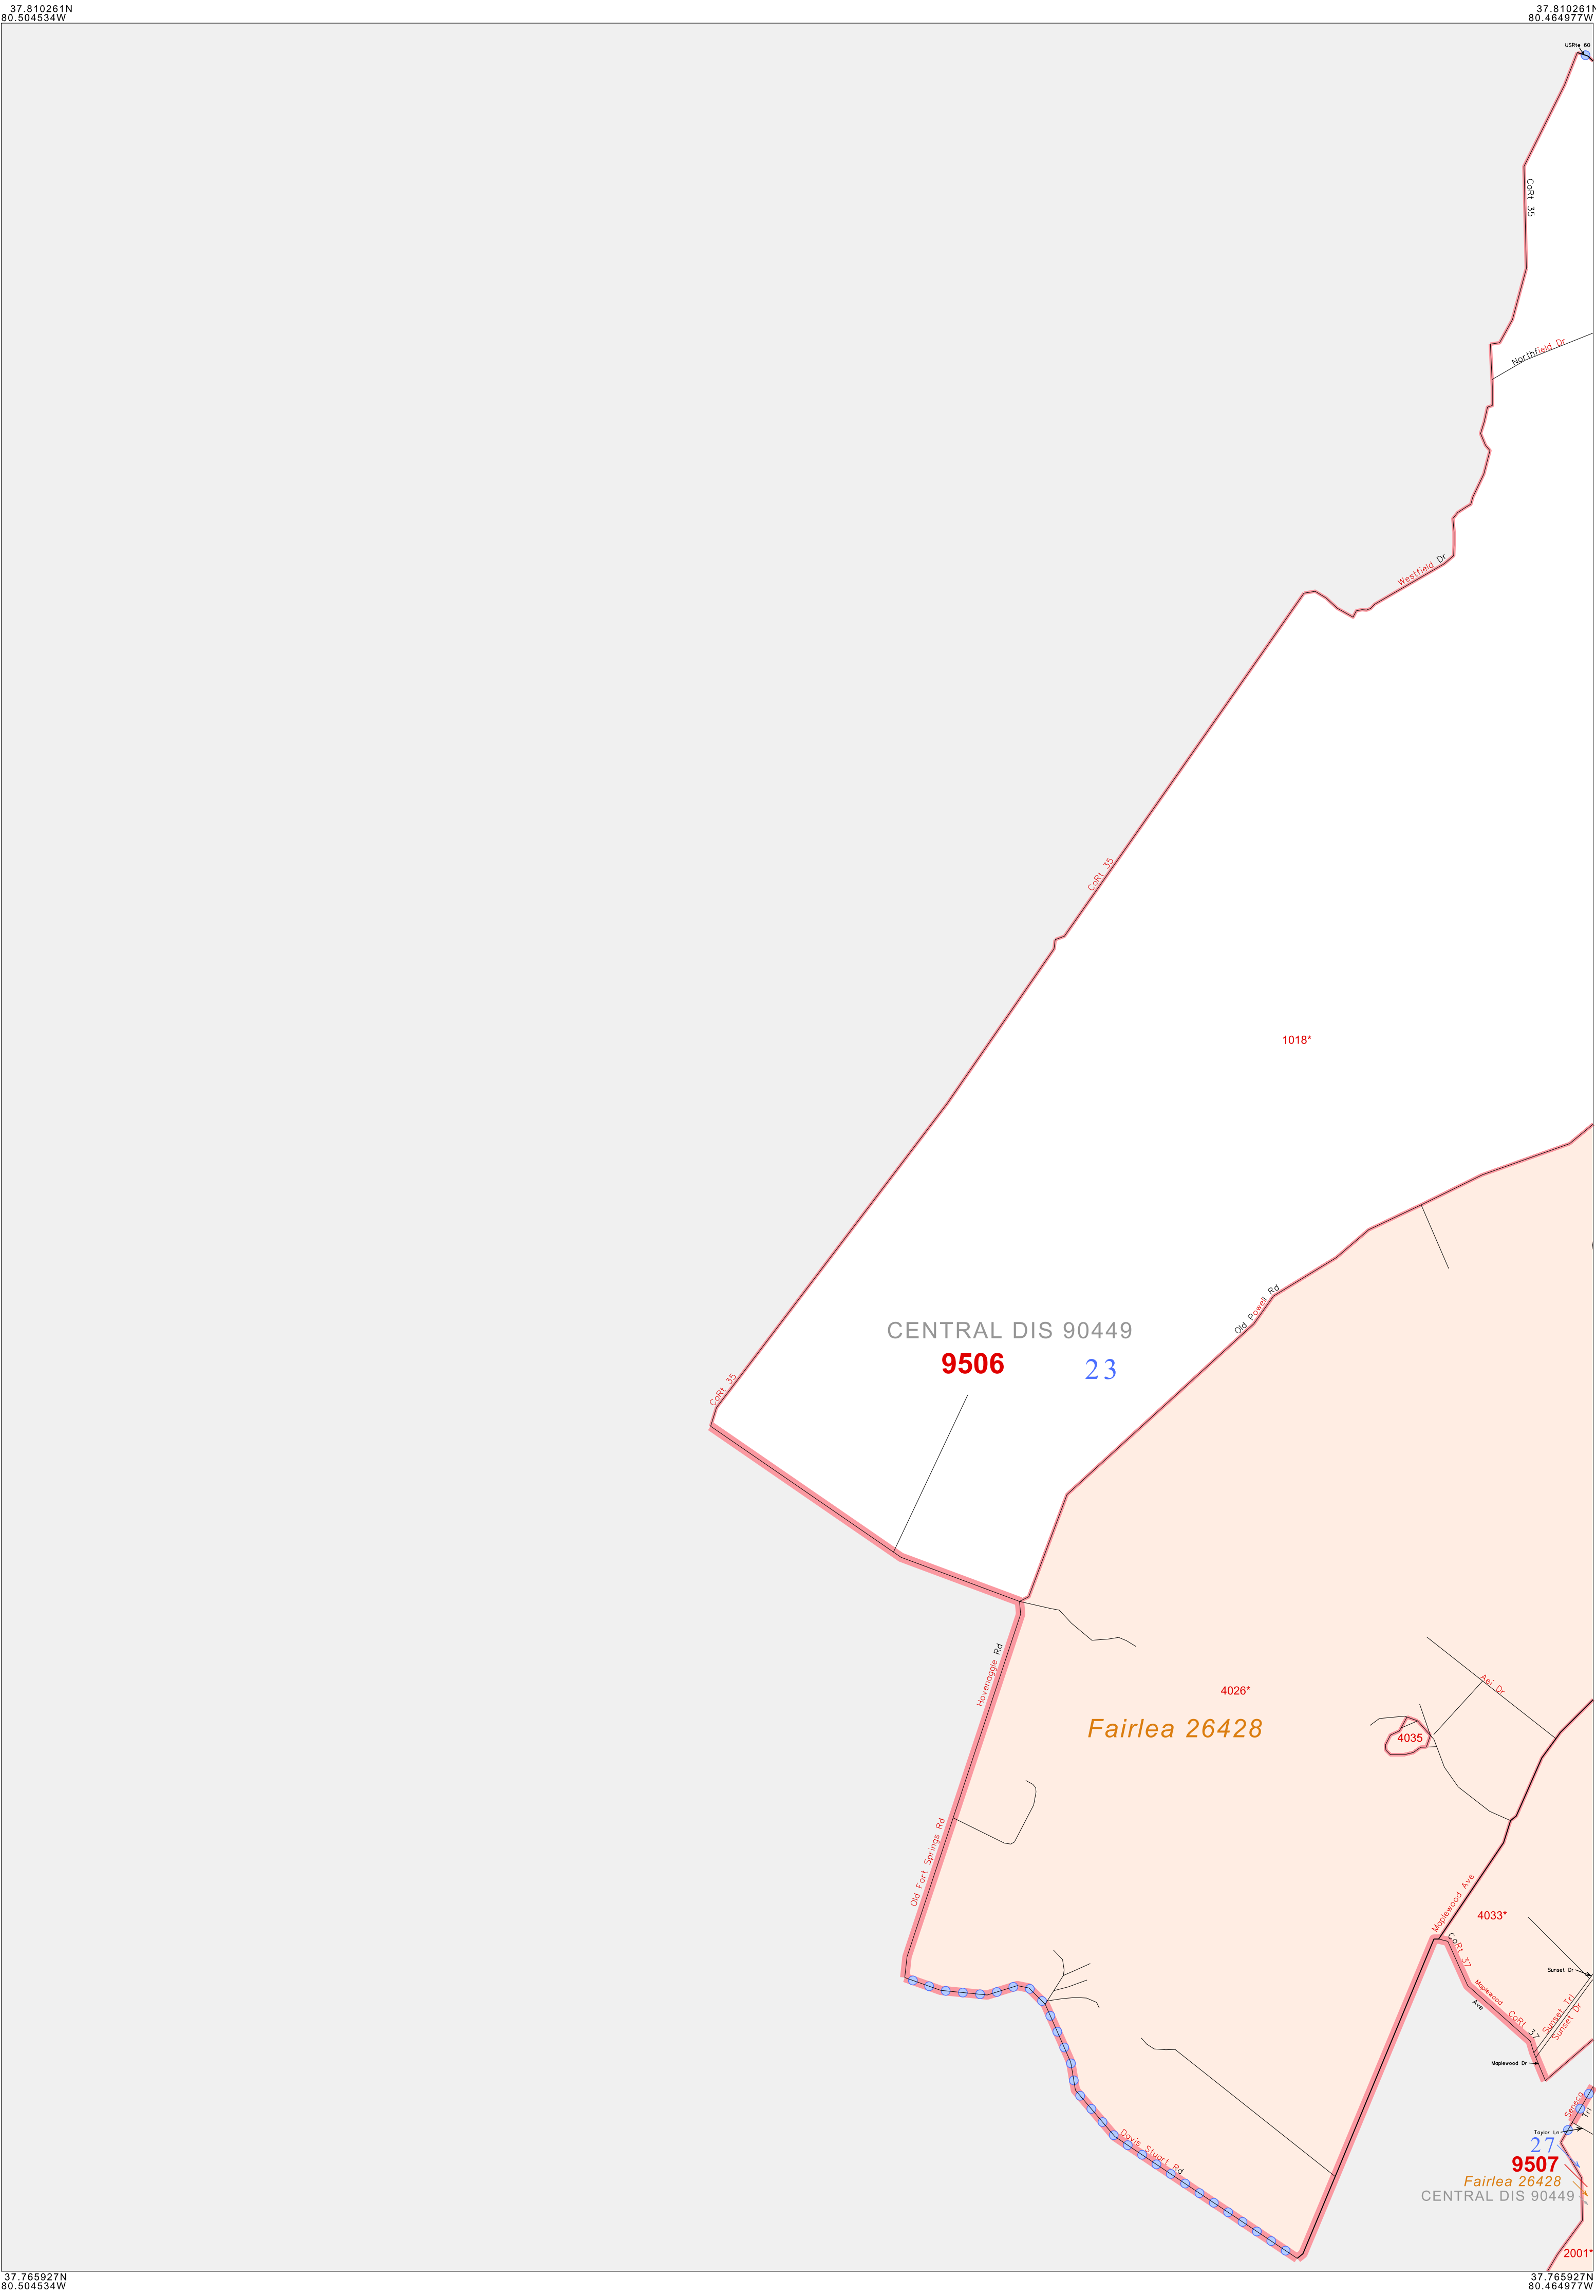 37.810261N
80.504534W
37.810261N
80.464977W
USRte 60
CoRt 35
Northfield Dr
Westfield Dr
CoRt 35
1018*
Old Powell Rd
CENTRAL DIS 90449
9506
23
CoRt 35
Hovenaggle Rd
Aei Dr
4026*
Fairlea 26428
4035
Old Fort Springs Rd
Maplewood Ave
4033*
CoRt 37
Sunset Dr
Maplewood Ave
CoRt 37
Sunset Trl
Sunset Dr
Maplewood Dr
Seneca Trl
Taylor Ln
Davis Stuart Rd
27
9507
Fairlea 26428
CENTRAL DIS 90449
2001*
37.765927N
80.504534W
37.765927N
80.464977W